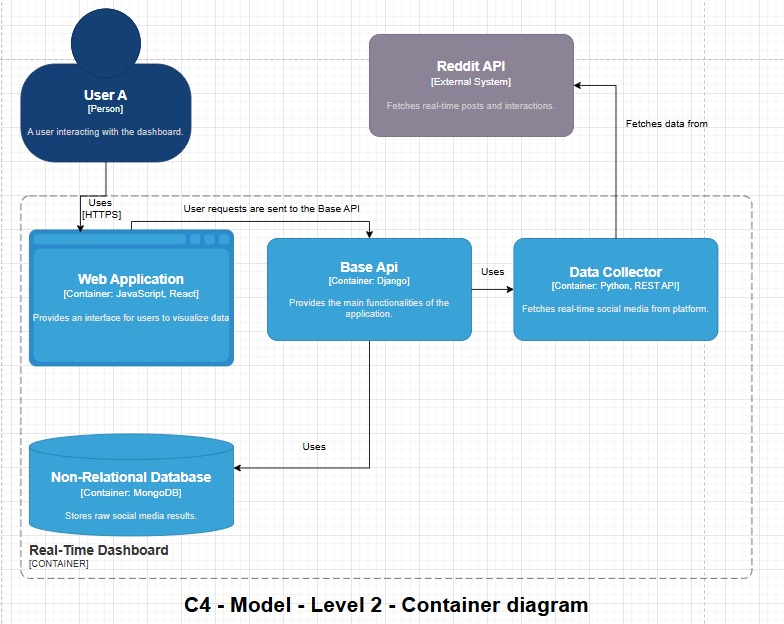 User A
[Person]
A user interacting with the dashboard.
Reddit API
[External System]
Fetches real-time posts and interactions.
Fetches data from
Uses
[HTTPS]
User requests are sent to the Base API
Web Application
[Container: JavaScript, React]
Provides an interface for users to visualize data
Base Api
[Container: Django]
Provides the main functionalities of the
application.
Uses
Data Collector
[Container: Python, REST API]
Fetches real-time social media from platform.
Uses
Non-Relational Database
[Container: MongoDB]
Stores raw social media results.
Real-Time Dashboard
[CONTAINER]
C4 - Model - Level 2 - Container diagram